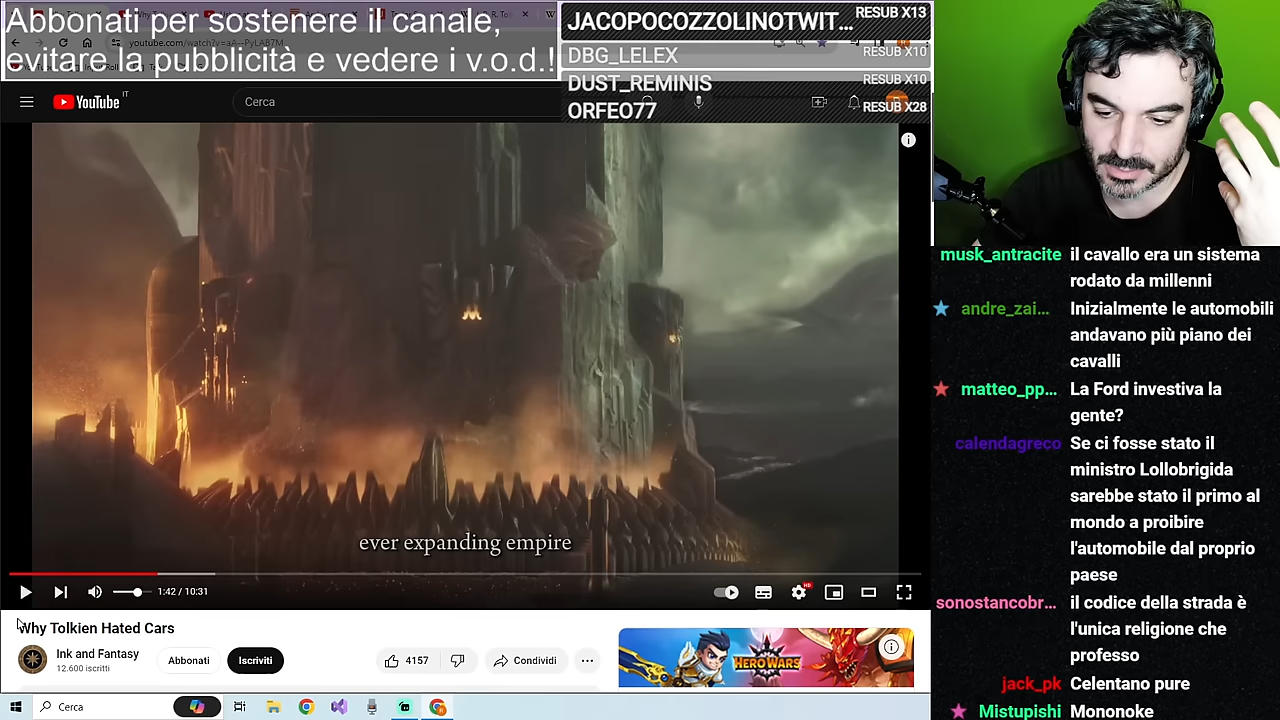 Abbonati per sostenere il canale,
evitare la pubblicità e vedere i v.o.d.!
JACOPOCOZZOLINOTWIT... RESUB X13
DBG_LELEX RESUB X10
DUST_REMINIS RESUB X10
ORFEO77 RESUB X28
YouTube IT
Cerca
ever expanding empire
1:42 / 10:31
HD
Why Tolkien Hated Cars
Ink and Fantasy
12.600 iscritti
Abbonati
Iscriviti
4157
Condividi
HERO WARS
Cerca
musk_antracite il cavallo era un sistema
rodato da millenni
andre_zai... Inizialmente le automobili
andavano più piano dei
cavalli
matteo_pp... La Ford investiva la
gente?
calendagreco Se ci fosse stato il
ministro Lollobrigida
sarebbe stato il primo al
mondo a proibire
l'automobile dal proprio
paese
sonostancobr... il codice della strada è
l'unica religione che
professo
jack_pk Celentano pure
Mistupishi Mononoke